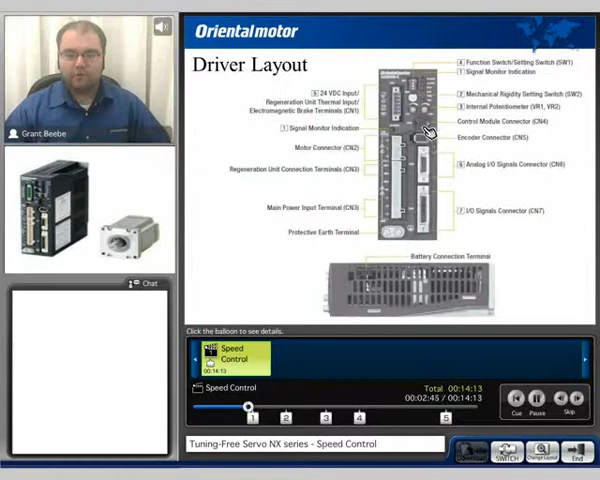 Orientalmotor
Driver Layout
4 Function Switch/Setting Switch (SW1)
1 Signal Monitor Indication
5 24 VDC Input/
Regeneration Unit Thermal Input/
Electromagnetic Brake Terminals (CN1)
2 Mechanical Rigidity Setting Switch (SW2)
3 Internal Potentiometer (VR1, VR2)
Control Module Connector (CN4)
1 Signal Monitor Indication
Encoder Connector (CN5)
Motor Connector (CN2)
6 Analog I/O Signals Connector (CN6)
Regeneration Unit Connection Terminals (CN3)
Main Power Input Terminal (CN3)
7 I/O Signals Connector (CN7)
Protective Earth Terminal
Battery Connection Terminal
Grant Beebe
Chat
Click the balloon to see details.
1
Speed
Control
00:14:13
Speed Control
Total 00:14:13
00:02:45 / 00:14:13
1 2 3 4 5
Cue Pause Skip
Tuning-Free Servo NX series - Speed Control
Download SWITCH Change Layout End